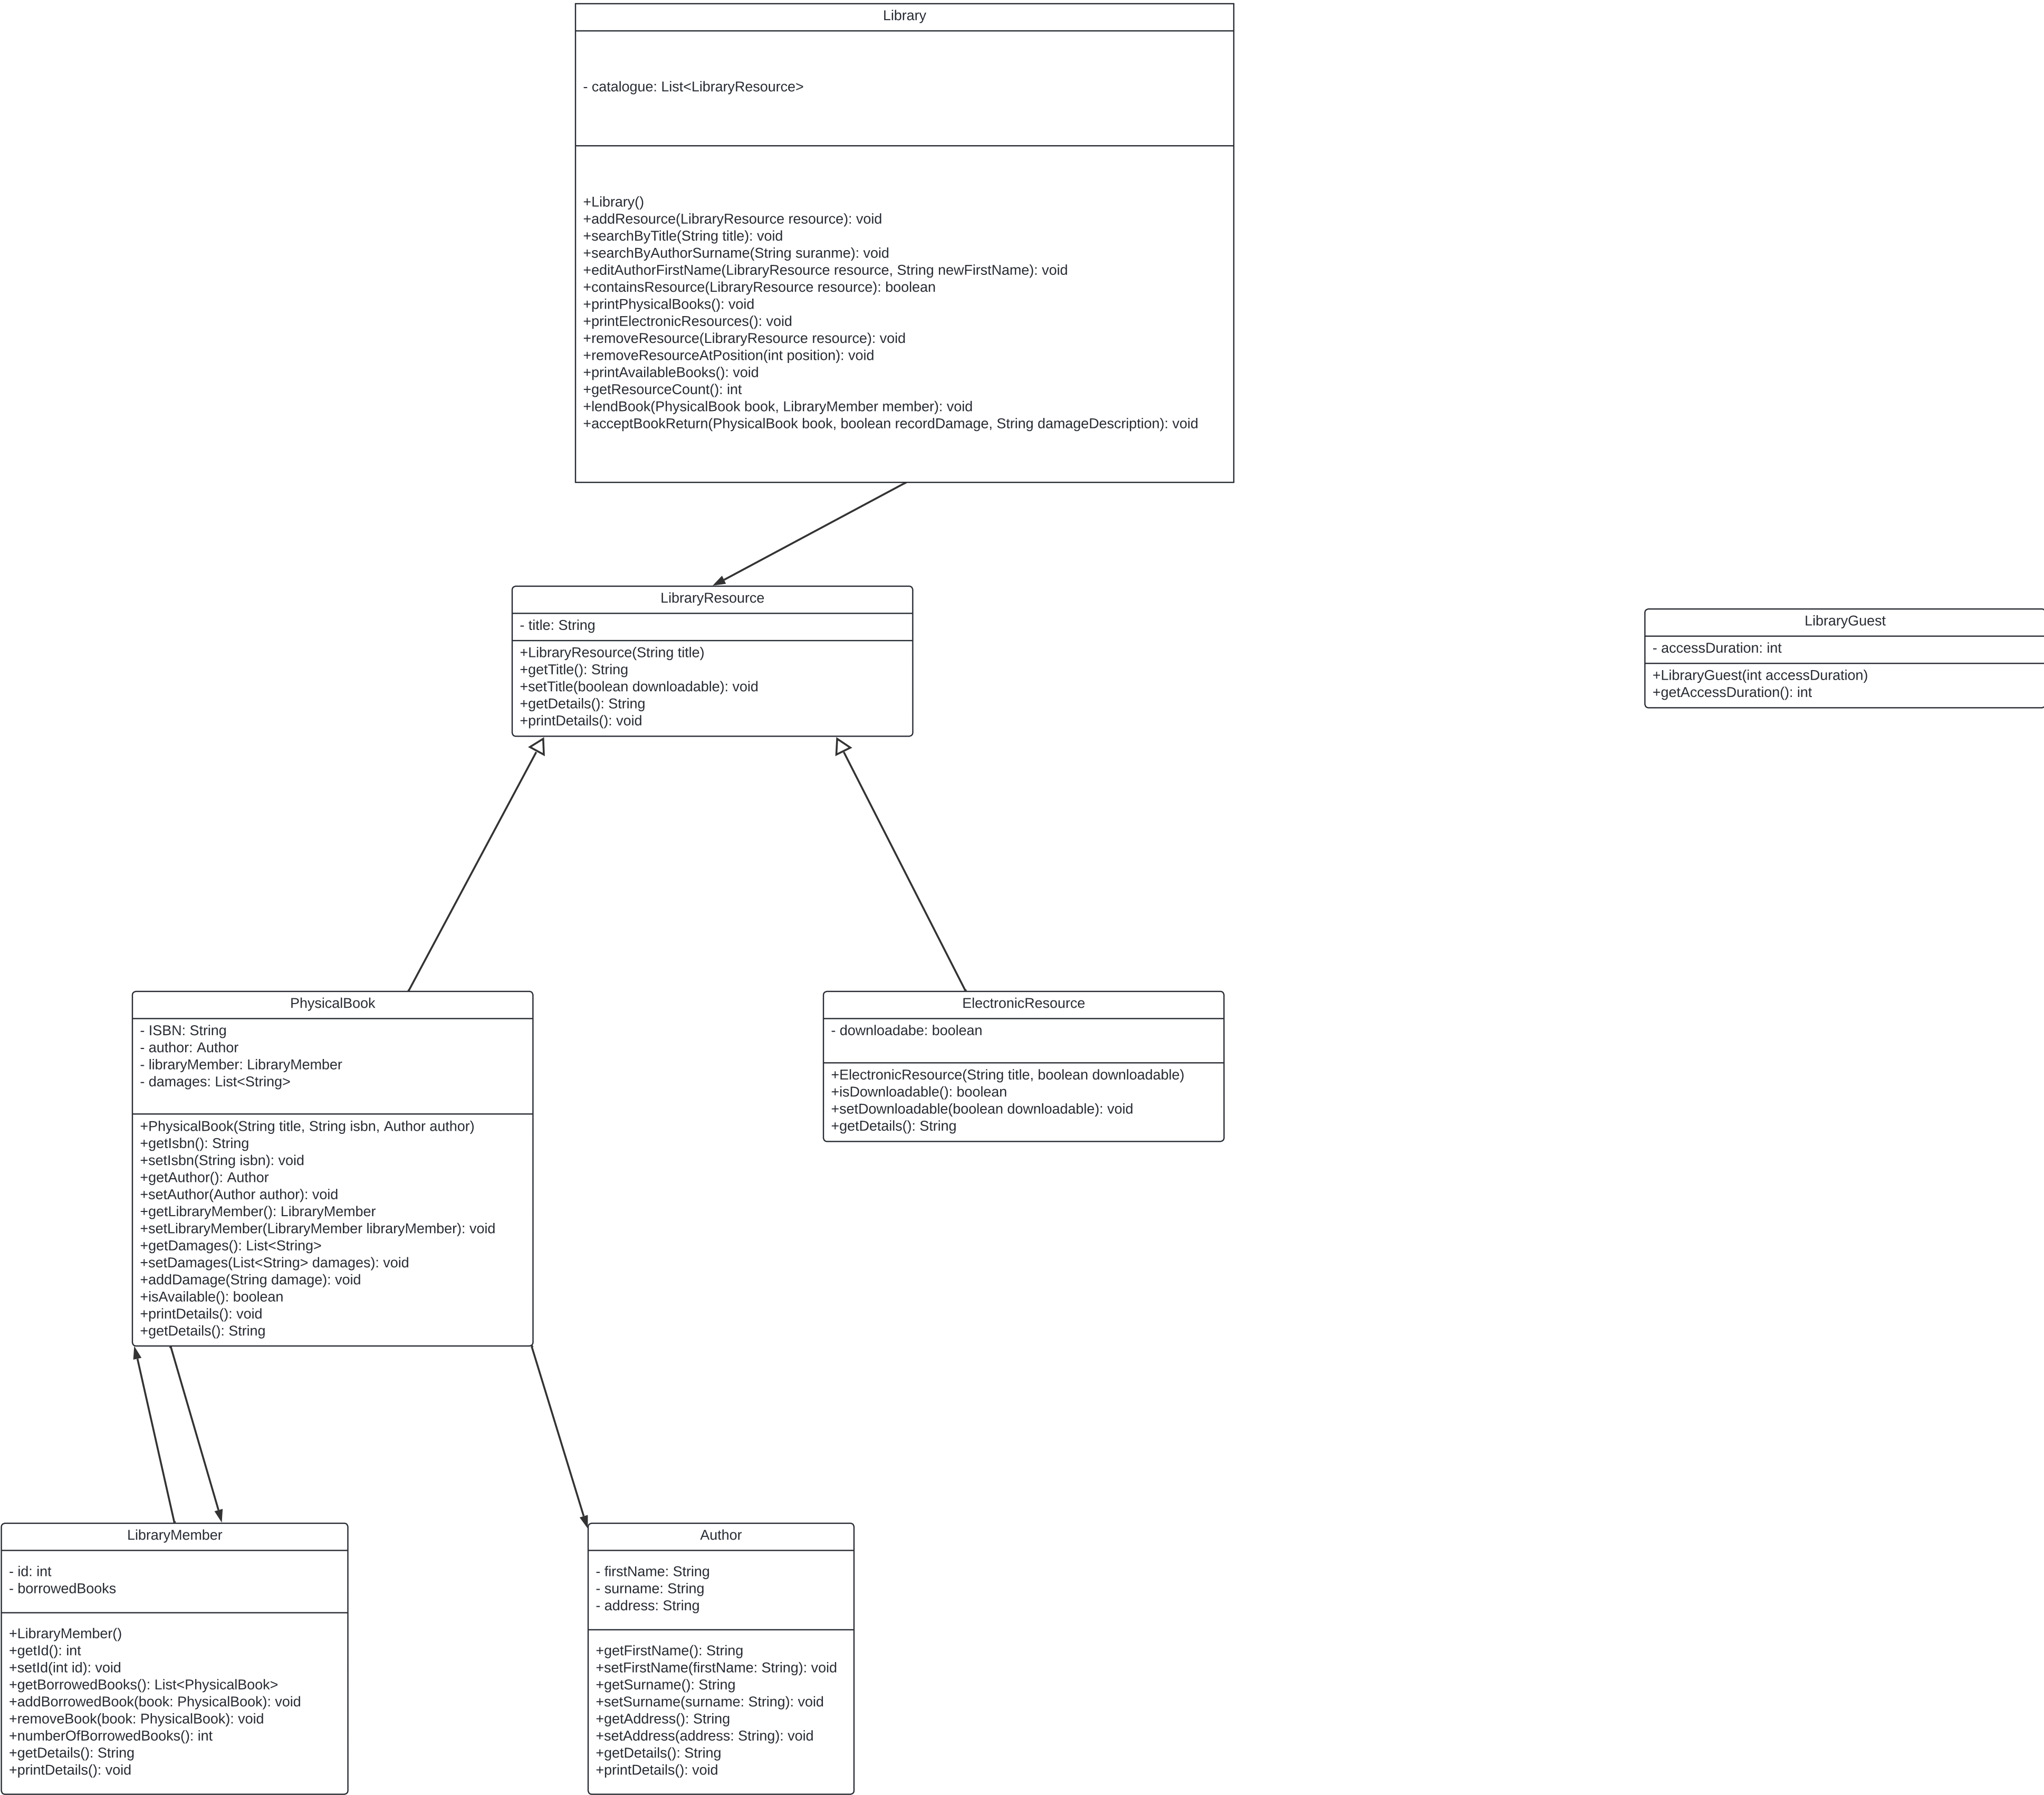 Library
- catalogue: List<LibraryResource>
+Library()
+addResource(LibraryResource resource): void
+searchByTitle(String title): void
+searchByAuthorSurname(String suranme): void
+editAuthorFirstName(LibraryResource resource, String newFirstName): void
+containsResource(LibraryResource resource): boolean
+printPhysicalBooks(): void
+printElectronicResources(): void
+removeResource(LibraryResource resource): void
+removeResourceAtPosition(int position): void
+printAvailableBooks(): void
+getResourceCount(): int
+lendBook(PhysicalBook book, LibraryMember member): void
+acceptBookReturn(PhysicalBook book, boolean recordDamage, String damageDescription): void
LibraryResource
- title: String
+LibraryResource(String title)
+getTitle(): String
+setTitle(boolean downloadable): void
+getDetails(): String
+printDetails(): void
LibraryGuest
- accessDuration: int
+LibraryGuest(int accessDuration)
+getAccessDuration(): int
PhysicalBook
- ISBN: String
- author: Author
- libraryMember: LibraryMember
- damages: List<String>
+PhysicalBook(String title, String isbn, Author author)
+getIsbn(): String
+setIsbn(String isbn): void
+getAuthor(): Author
+setAuthor(Author author): void
+getLibraryMember(): LibraryMember
+setLibraryMember(LibraryMember libraryMember): void
+getDamages(): List<String>
+setDamages(List<String> damages): void
+addDamage(String damage): void
+isAvailable(): boolean
+printDetails(): void
+getDetails(): String
ElectronicResource
- downloadabe: boolean
+ElectronicResource(String title, boolean downloadable)
+isDownloadable(): boolean
+setDownloadable(boolean downloadable): void
+getDetails(): String
LibraryMember
- id: int
- borrowedBooks
+LibraryMember()
+getId(): int
+setId(int id): void
+getBorrowedBooks(): List<PhysicalBook>
+addBorrowedBook(book: PhysicalBook): void
+removeBook(book: PhysicalBook): void
+numberOfBorrowedBooks(): int
+getDetails(): String
+printDetails(): void
Author
- firstName: String
- surname: String
- address: String
+getFirstName(): String
+setFirstName(firstName: String): void
+getSurname(): String
+setSurname(surname: String): void
+getAddress(): String
+setAddress(address: String): void
+getDetails(): String
+printDetails(): void